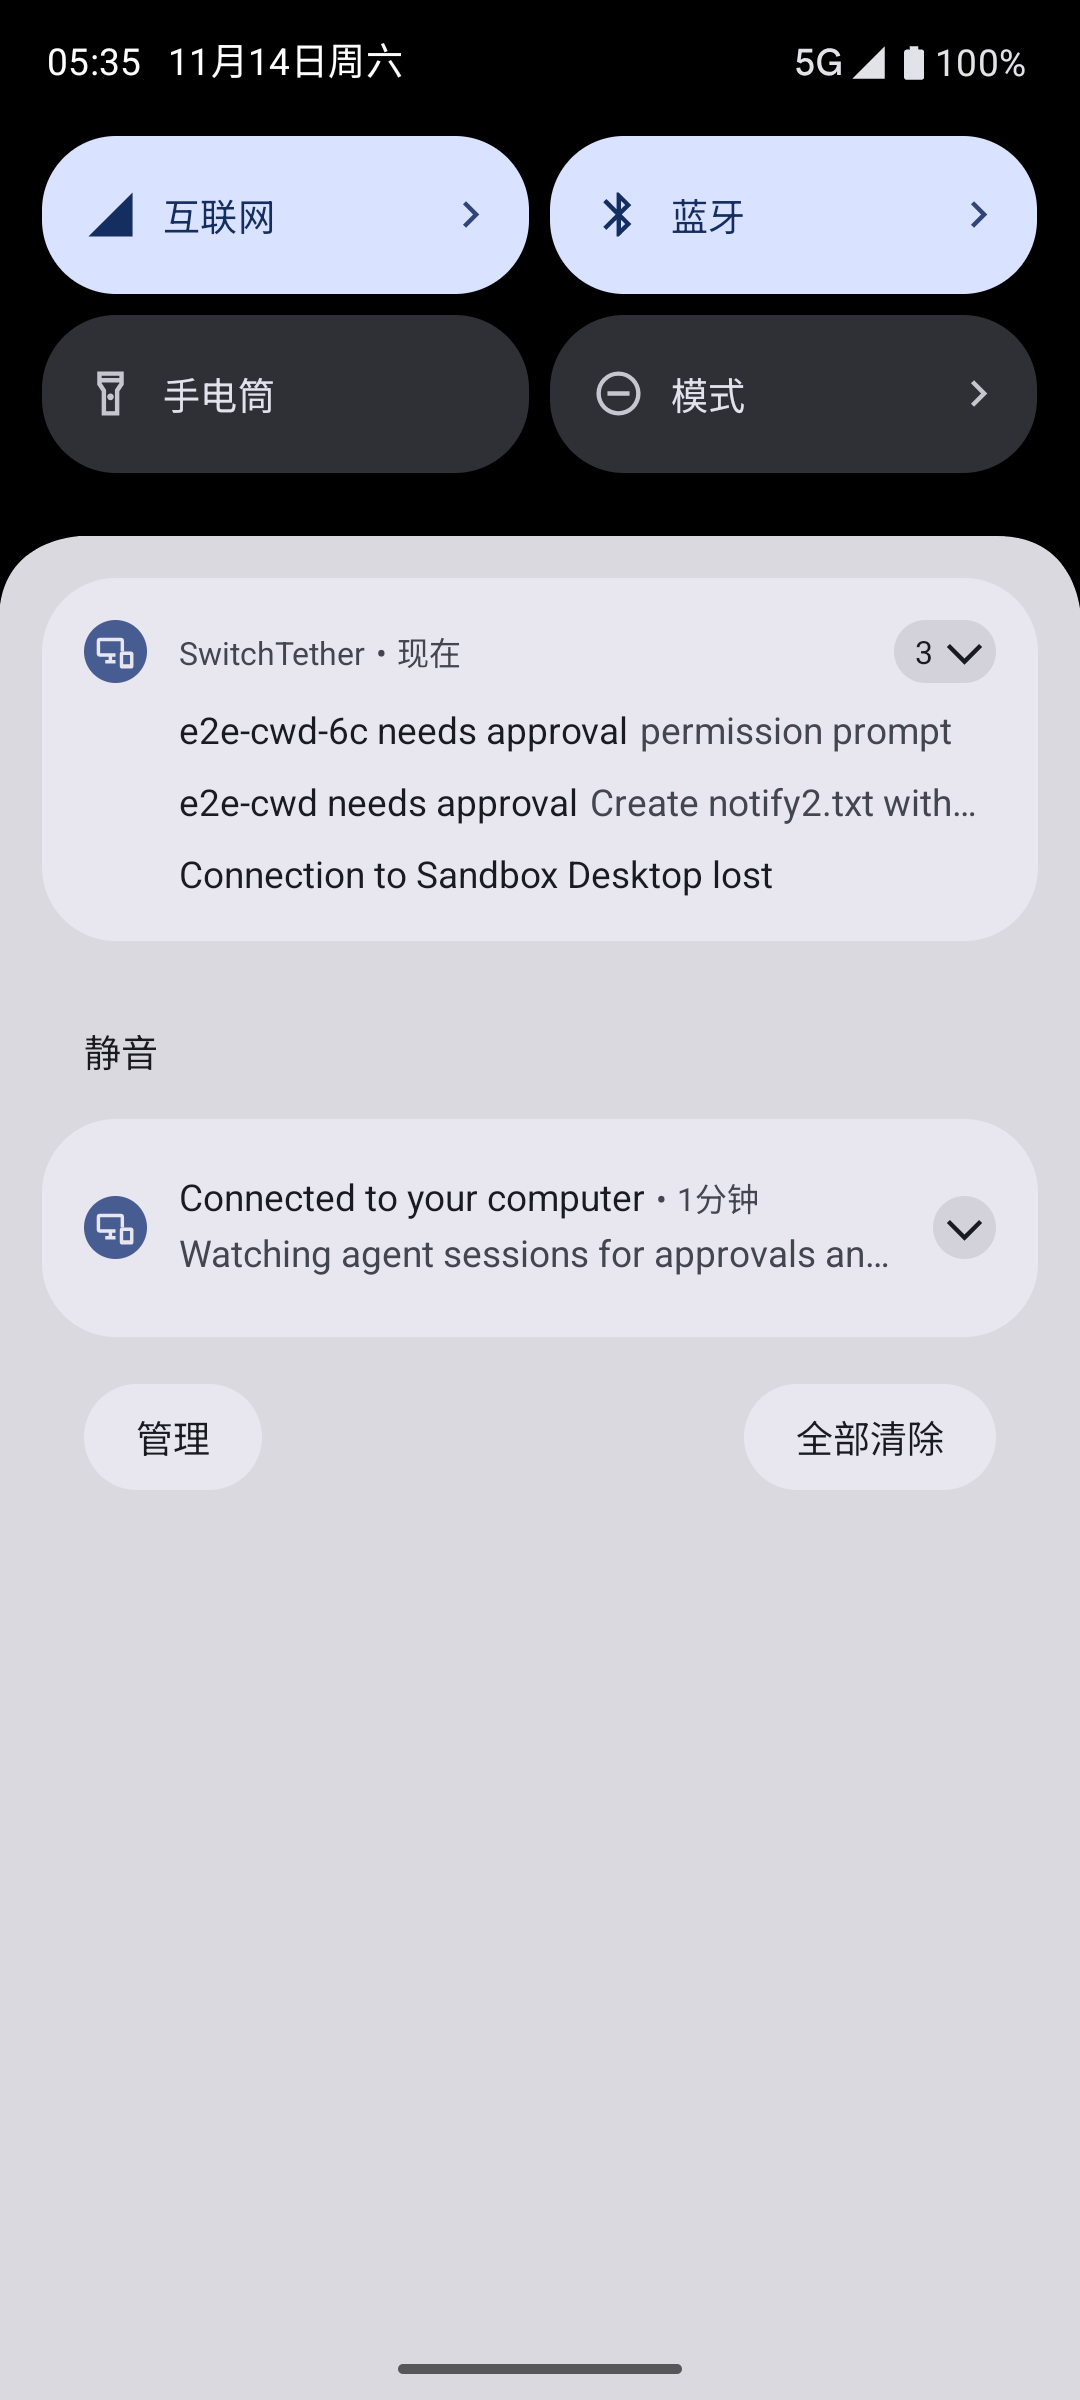 05:35 11月14日周六 5G 100%
互联网 蓝牙
手电筒 模式
SwitchTether • 现在 3
e2e-cwd-6c needs approval permission prompt
e2e-cwd needs approval Create notify2.txt with…
Connection to Sandbox Desktop lost
静音
Connected to your computer • 1分钟
Watching agent sessions for approvals an…
管理 全部清除